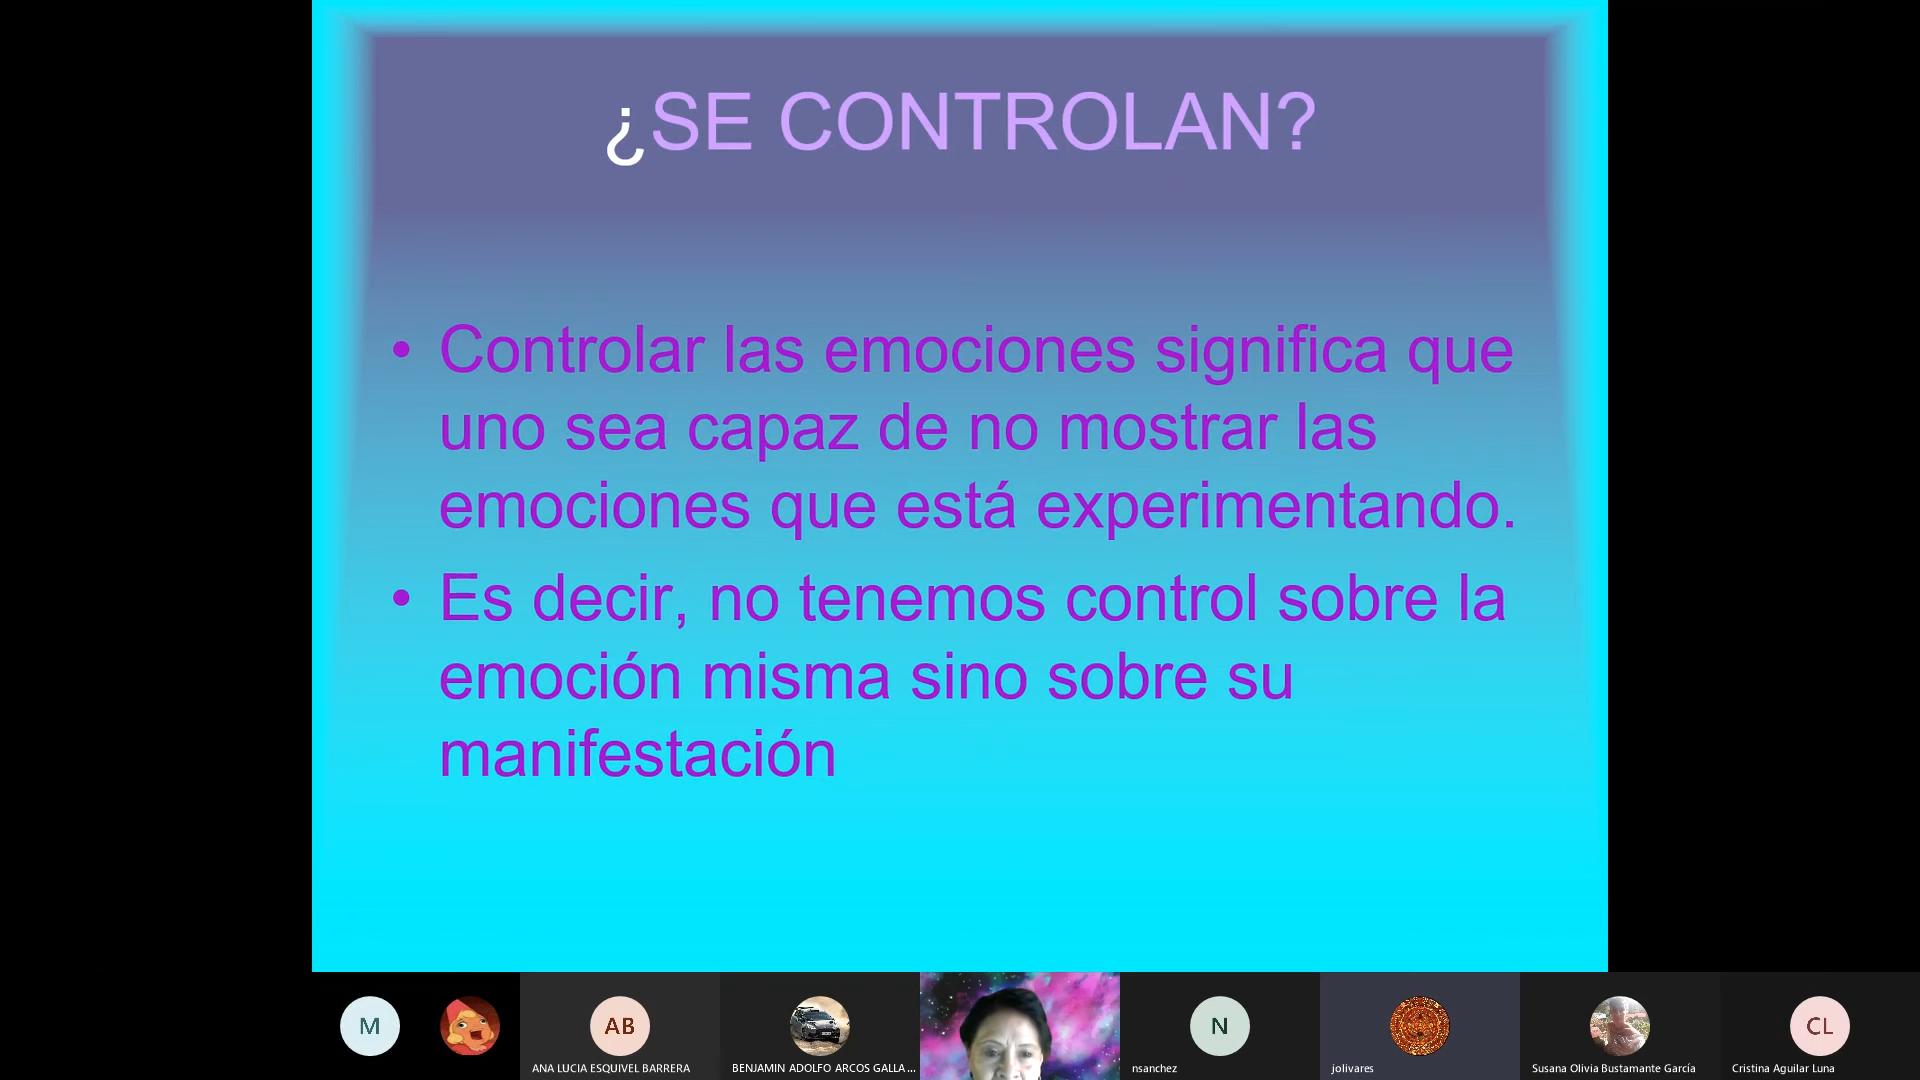 ¿SE CONTROLAN?
• Controlar las emociones significa que
uno sea capaz de no mostrar las
emociones que está experimentando.
• Es decir, no tenemos control sobre la
emoción misma sino sobre su
manifestación
M
AB
N
CL
ANA LUCIA ESQUIVEL BARRERA
BENJAMIN ADOLFO ARCOS GALLA...
nsanchez
jolivares
Susana Olivia Bustamante García
Cristina Aguilar Luna